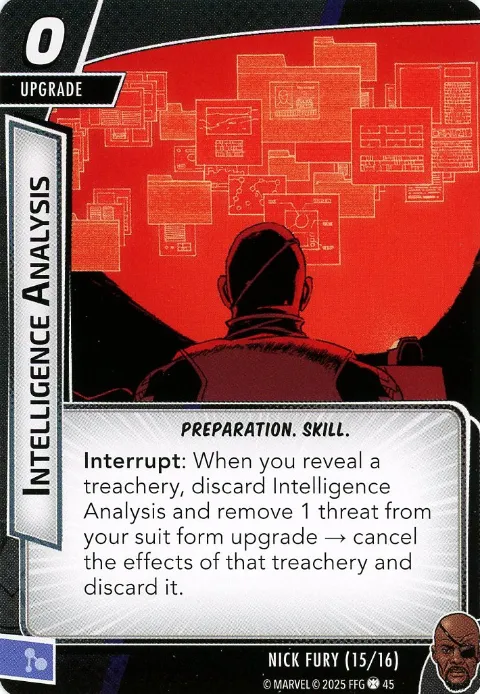 0
UPGRADE
INTELLIGENCE ANALYSIS
PREPARATION. SKILL.
Interrupt: When you reveal a
treachery, discard Intelligence
Analysis and remove 1 threat from
your suit form upgrade → cancel
the effects of that treachery and
discard it.
NICK FURY (15/16)
© MARVEL © 2025 FFG 45